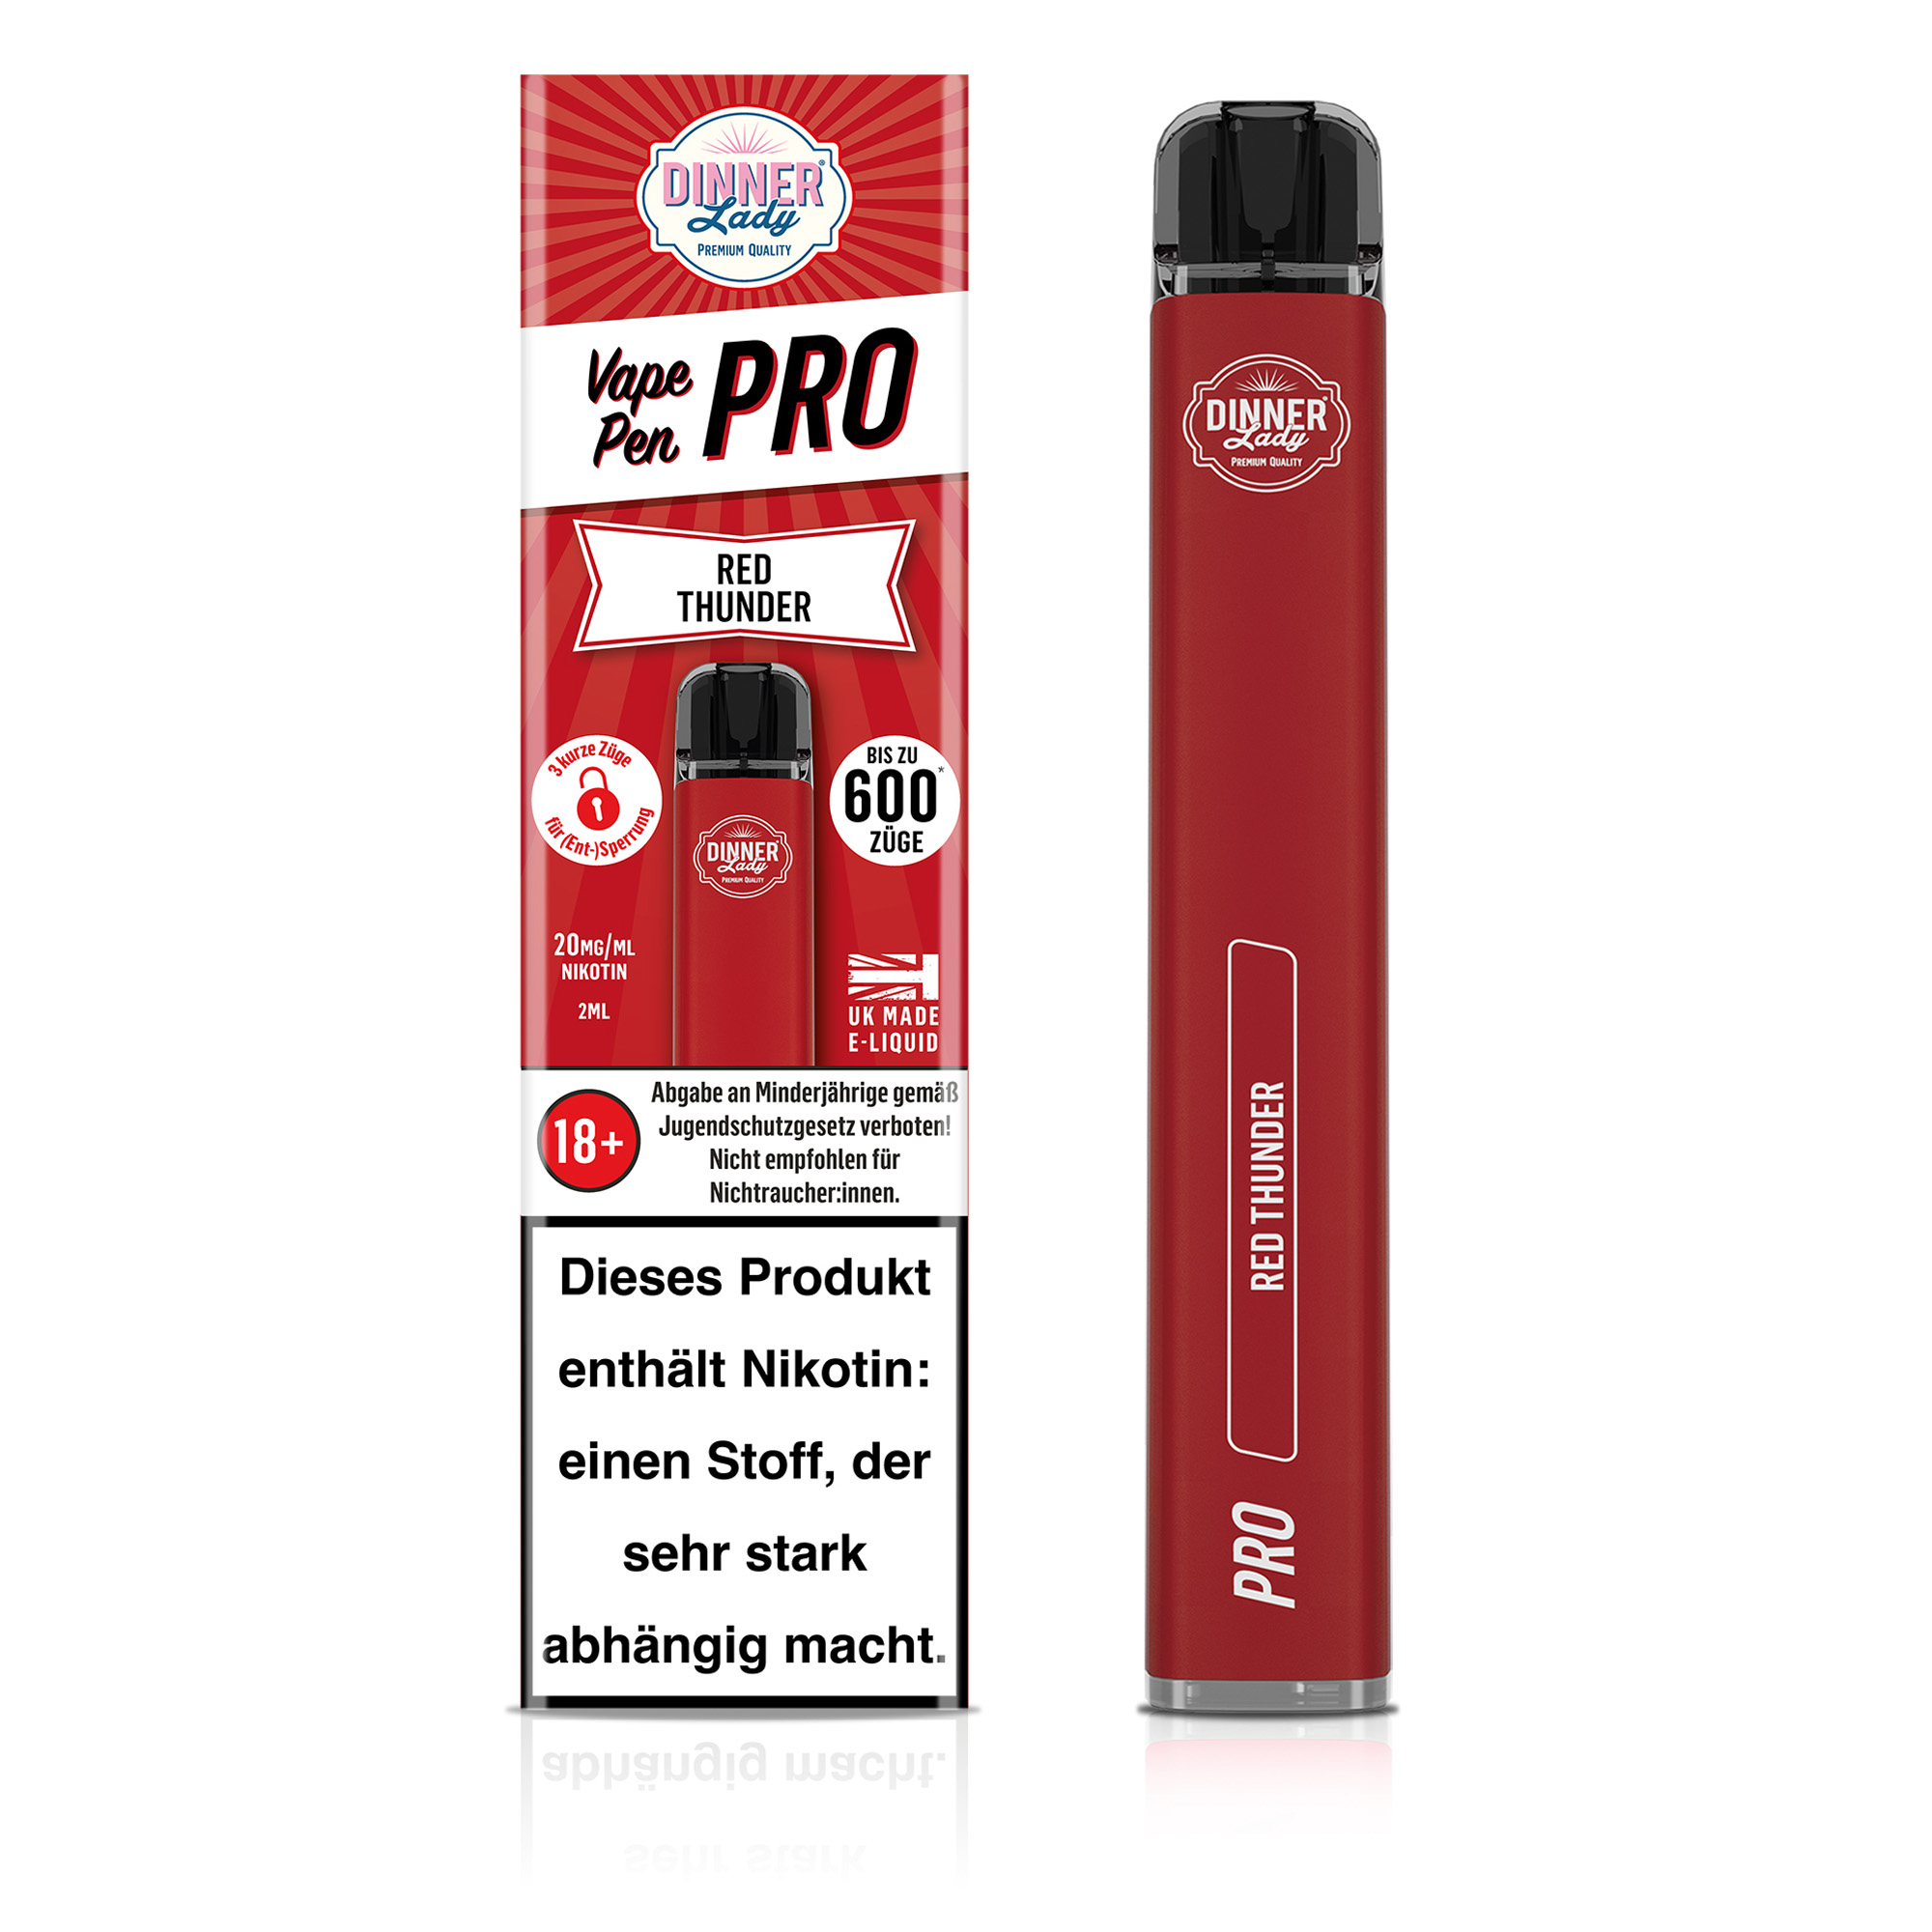 DINNER®
Lady
PREMIUM QUALITY
Vape
Pen
PRO
RED
THUNDER
3 kurze Züge
für (Ent-)Sperrung
BIS ZU
600*
ZÜGE
DINNER
Lady
PREMIUM QUALITY
20MG/ML
NIKOTIN
2ML
UK MADE
E-LIQUID
18+
Abgabe an Minderjährige gemäß
Jugendschutzgesetz verboten!
Nicht empfohlen für
Nichtraucher:innen.
Dieses Produkt
enthält Nikotin:
einen Stoff, der
sehr stark
abhängig macht.
DINNER®
Lady
PREMIUM QUALITY
RED THUNDER
PRO